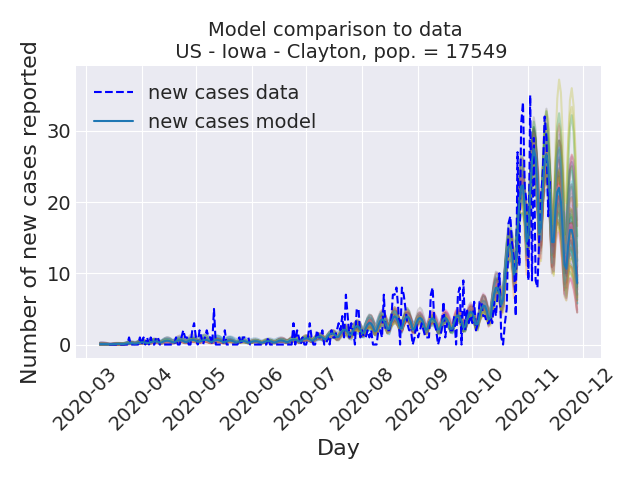 Model comparison to data
US - Iowa - Clayton, pop. = 17549
new cases data
new cases model
Number of new cases reported
30
20
10
0
2020-03
2020-04
2020-05
2020-06
2020-07
2020-08
2020-09
2020-10
2020-11
2020-12
Day